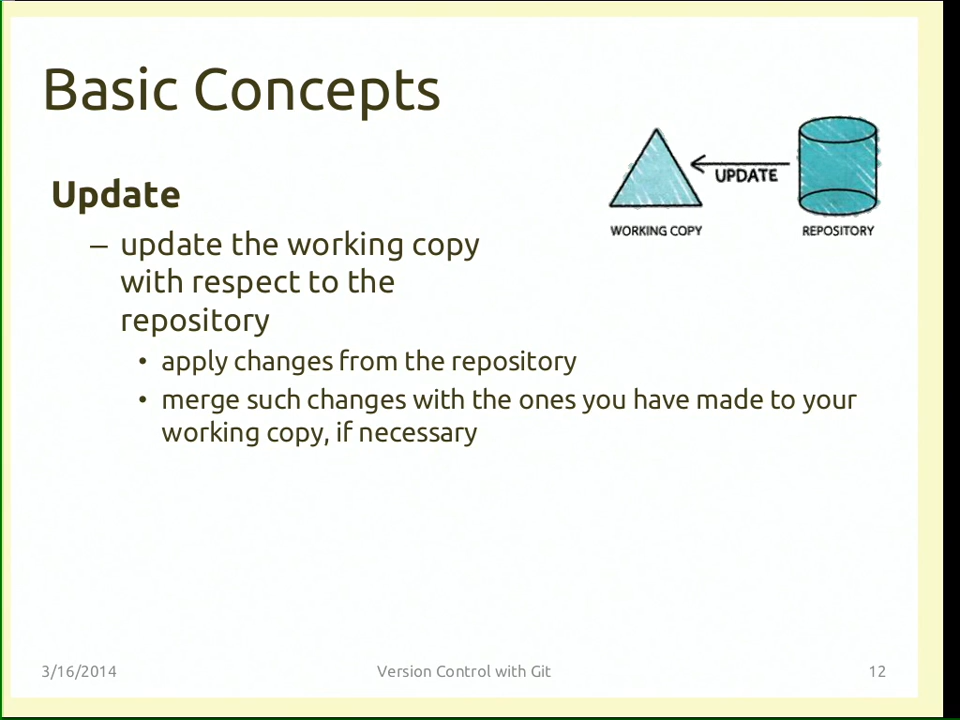 Basic Concepts
UPDATE
WORKING COPY
REPOSITORY
Update
– update the working copy
with respect to the
repository
• apply changes from the repository
• merge such changes with the ones you have made to your
working copy, if necessary
3/16/2014
Version Control with Git
12